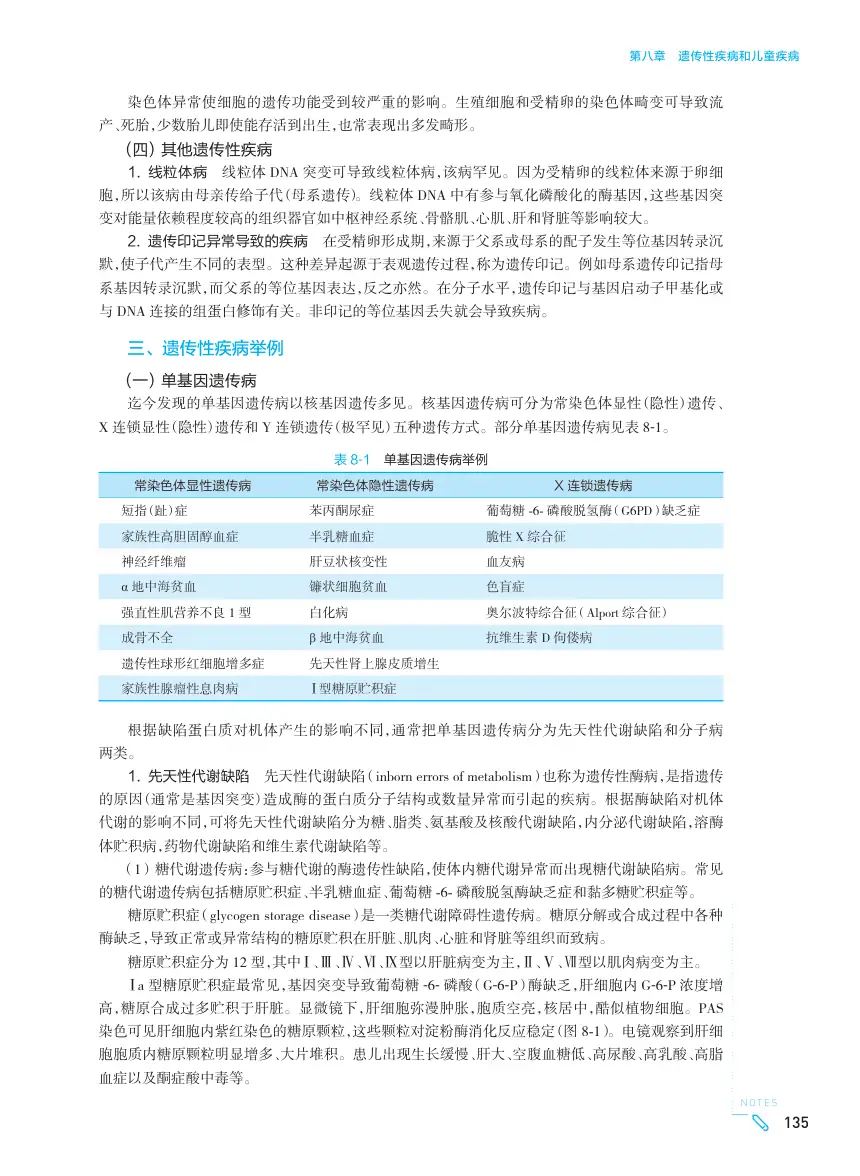 第八章 遗传性疾病和儿童疾病
染色体异常使细胞的遗传功能受到较严重的影响。生殖细胞和受精卵的染色体畸变可导致流
产、死胎,少数胎儿即使能存活到出生,也常表现出多发畸形。
（四）其他遗传性疾病
1. 线粒体病 线粒体 DNA 突变可导致线粒体病,该病罕见。因为受精卵的线粒体来源于卵细
胞,所以该病由母亲传给子代（母系遗传）。线粒体 DNA 中有参与氧化磷酸化的酶基因,这些基因突
变对能量依赖程度较高的组织器官如中枢神经系统、骨骼肌、心肌、肝和肾脏等影响较大。
2. 遗传印记异常导致的疾病 在受精卵形成期,来源于父系或母系的配子发生等位基因转录沉
默,使子代产生不同的表型。这种差异起源于表观遗传过程,称为遗传印记。例如母系遗传印记指母
系基因转录沉默,而父系的等位基因表达,反之亦然。在分子水平,遗传印记与基因启动子甲基化或
与 DNA 连接的组蛋白修饰有关。非印记的等位基因丢失就会导致疾病。
三、遗传性疾病举例
（一）单基因遗传病
迄今发现的单基因遗传病以核基因遗传多见。核基因遗传病可分为常染色体显性（隐性）遗传、
X 连锁显性（隐性）遗传和 Y 连锁遗传（极罕见）五种遗传方式。部分单基因遗传病见表 8-1。
表 8-1 单基因遗传病举例
常染色体显性遗传病 常染色体隐性遗传病 X 连锁遗传病
短指（趾）症 苯丙酮尿症 葡萄糖 -6- 磷酸脱氢酶（G6PD）缺乏症
家族性高胆固醇血症 半乳糖血症 脆性 X 综合征
神经纤维瘤 肝豆状核变性 血友病
α 地中海贫血 镰状细胞贫血 色盲症
强直性肌营养不良 1 型 白化病 奥尔波特综合征（Alport 综合征）
成骨不全 β 地中海贫血 抗维生素 D 佝偻病
遗传性球形红细胞增多症 先天性肾上腺皮质增生
家族性腺瘤性息肉病 Ⅰ型糖原贮积症
根据缺陷蛋白质对机体产生的影响不同,通常把单基因遗传病分为先天性代谢缺陷和分子病
两类。
1. 先天性代谢缺陷 先天性代谢缺陷（inborn errors of metabolism）也称为遗传性酶病,是指遗传
的原因（通常是基因突变）造成酶的蛋白质分子结构或数量异常而引起的疾病。根据酶缺陷对机体
代谢的影响不同,可将先天性代谢缺陷分为糖、脂类、氨基酸及核酸代谢缺陷,内分泌代谢缺陷,溶酶
体贮积病,药物代谢缺陷和维生素代谢缺陷等。
（1）糖代谢遗传病:参与糖代谢的酶遗传性缺陷,使体内糖代谢异常而出现糖代谢缺陷病。常见
的糖代谢遗传病包括糖原贮积症、半乳糖血症、葡萄糖 -6- 磷酸脱氢酶缺乏症和黏多糖贮积症等。
糖原贮积症（glycogen storage disease）是一类糖代谢障碍性遗传病。糖原分解或合成过程中各种
酶缺乏,导致正常或异常结构的糖原贮积在肝脏、肌肉、心脏和肾脏等组织而致病。
糖原贮积症分为 12 型,其中Ⅰ、Ⅲ、Ⅳ、Ⅵ、Ⅸ型以肝脏病变为主,Ⅱ、Ⅴ、Ⅶ型以肌肉病变为主。
Ⅰa 型糖原贮积症最常见,基因突变导致葡萄糖 -6- 磷酸（G-6-P）酶缺乏,肝细胞内 G-6-P 浓度增
高,糖原合成过多贮积于肝脏。显微镜下,肝细胞弥漫肿胀,胞质空亮,核居中,酷似植物细胞。PAS
染色可见肝细胞内紫红染色的糖原颗粒,这些颗粒对淀粉酶消化反应稳定（图 8-1）。电镜观察到肝细
胞胞质内糖原颗粒明显增多、大片堆积。患儿出现生长缓慢、肝大、空腹血糖低、高尿酸、高乳酸、高脂
血症以及酮症酸中毒等。
NOTES
135